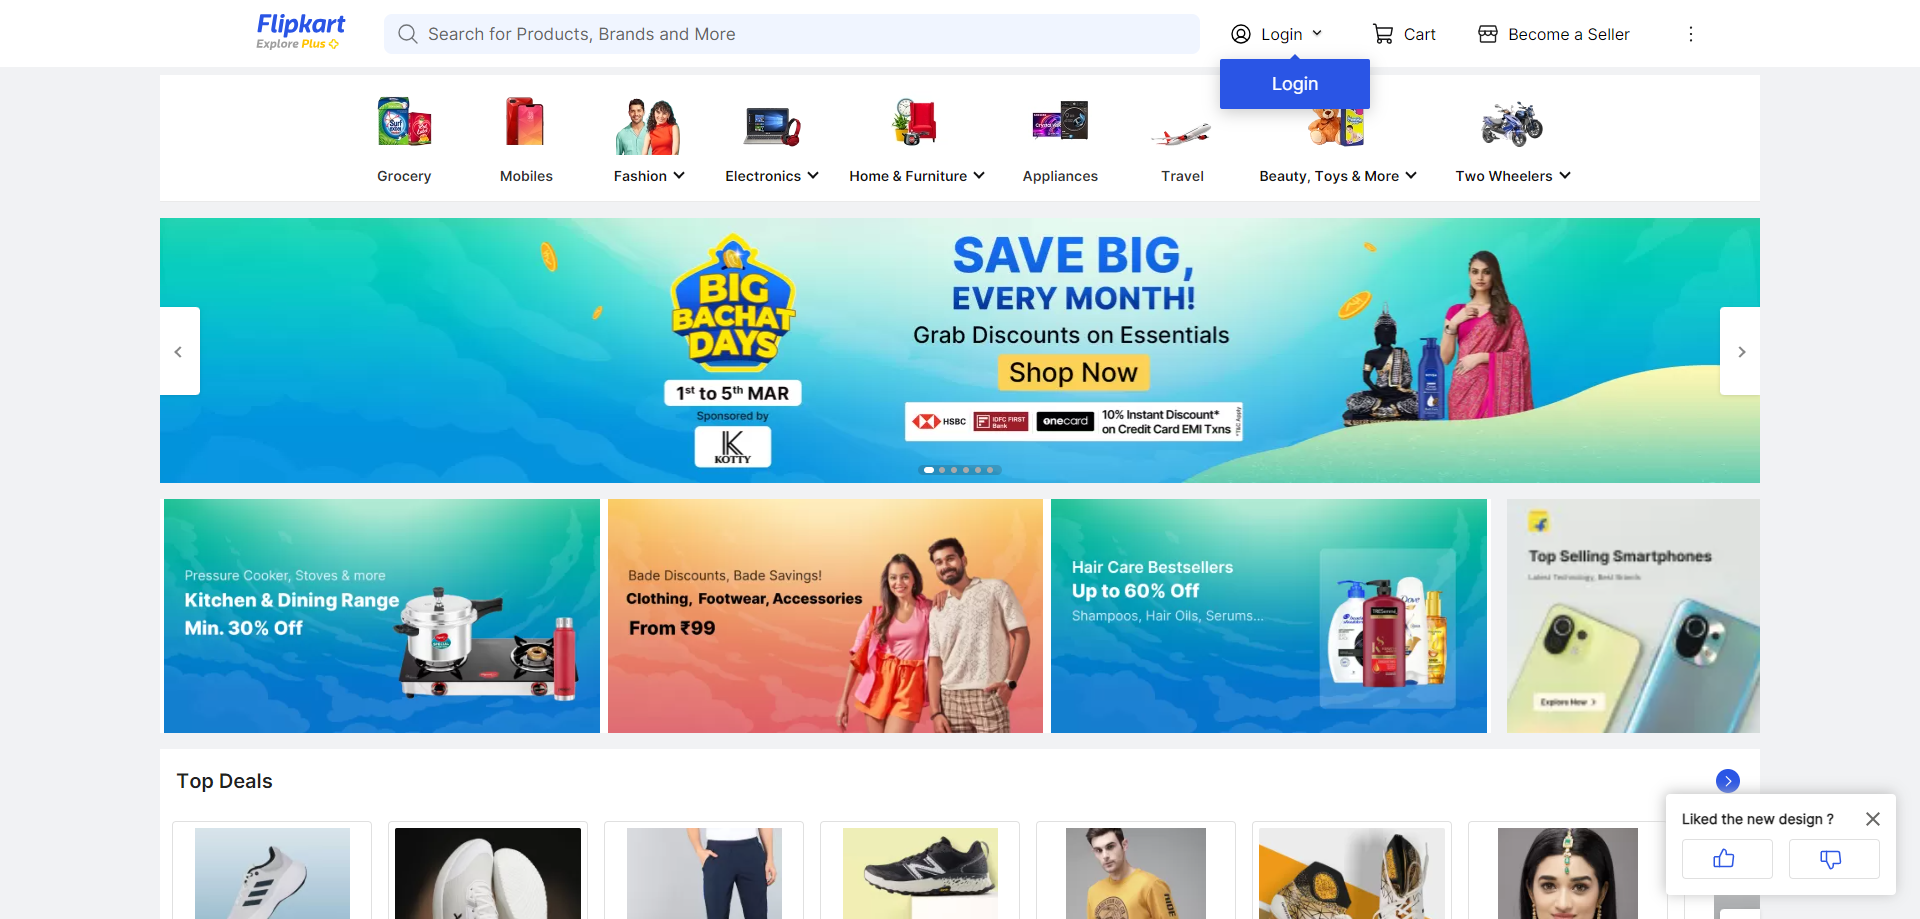 Flipkart
Explore Plus
Search for Products, Brands and More
Login
Cart
Become a Seller
Login
Grocery
Mobiles
Fashion
Electronics
Home & Furniture
Appliances
Travel
Beauty, Toys & More
Two Wheelers
BIG
BACHAT
DAYS
1st to 5th MAR
Sponsored by
K
KOTTY
SAVE BIG,
EVERY MONTH!
Grab Discounts on Essentials
Shop Now
HSBC
IDFC FIRST
Bank
onecard
10% Instant Discount*
on Credit Card EMI Txns
*T&C Apply
Pressure Cooker, Stoves & more
Kitchen & Dining Range
Min. 30% Off
Bade Discounts, Bade Savings!
Clothing, Footwear, Accessories
From ₹99
Hair Care Bestsellers
Up to 60% Off
Shampoos, Hair Oils, Serums...
Dove
Top Selling Smartphones
Latest Technology, Best Brands
Explore Now
Top Deals
Liked the new design ?